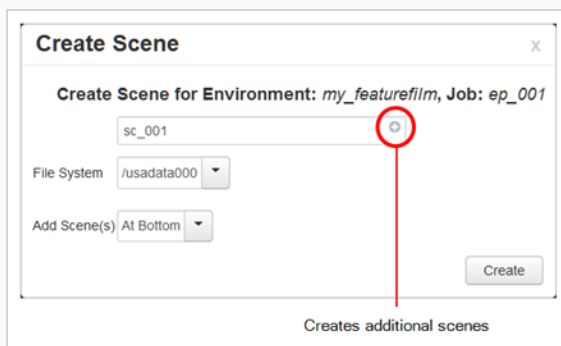 Create Scene
x
Create Scene for Environment: my_featurefilm, Job: ep_001
sc_001
File System /usadata000
Add Scene(s) At Bottom
Create
Creates additional scenes